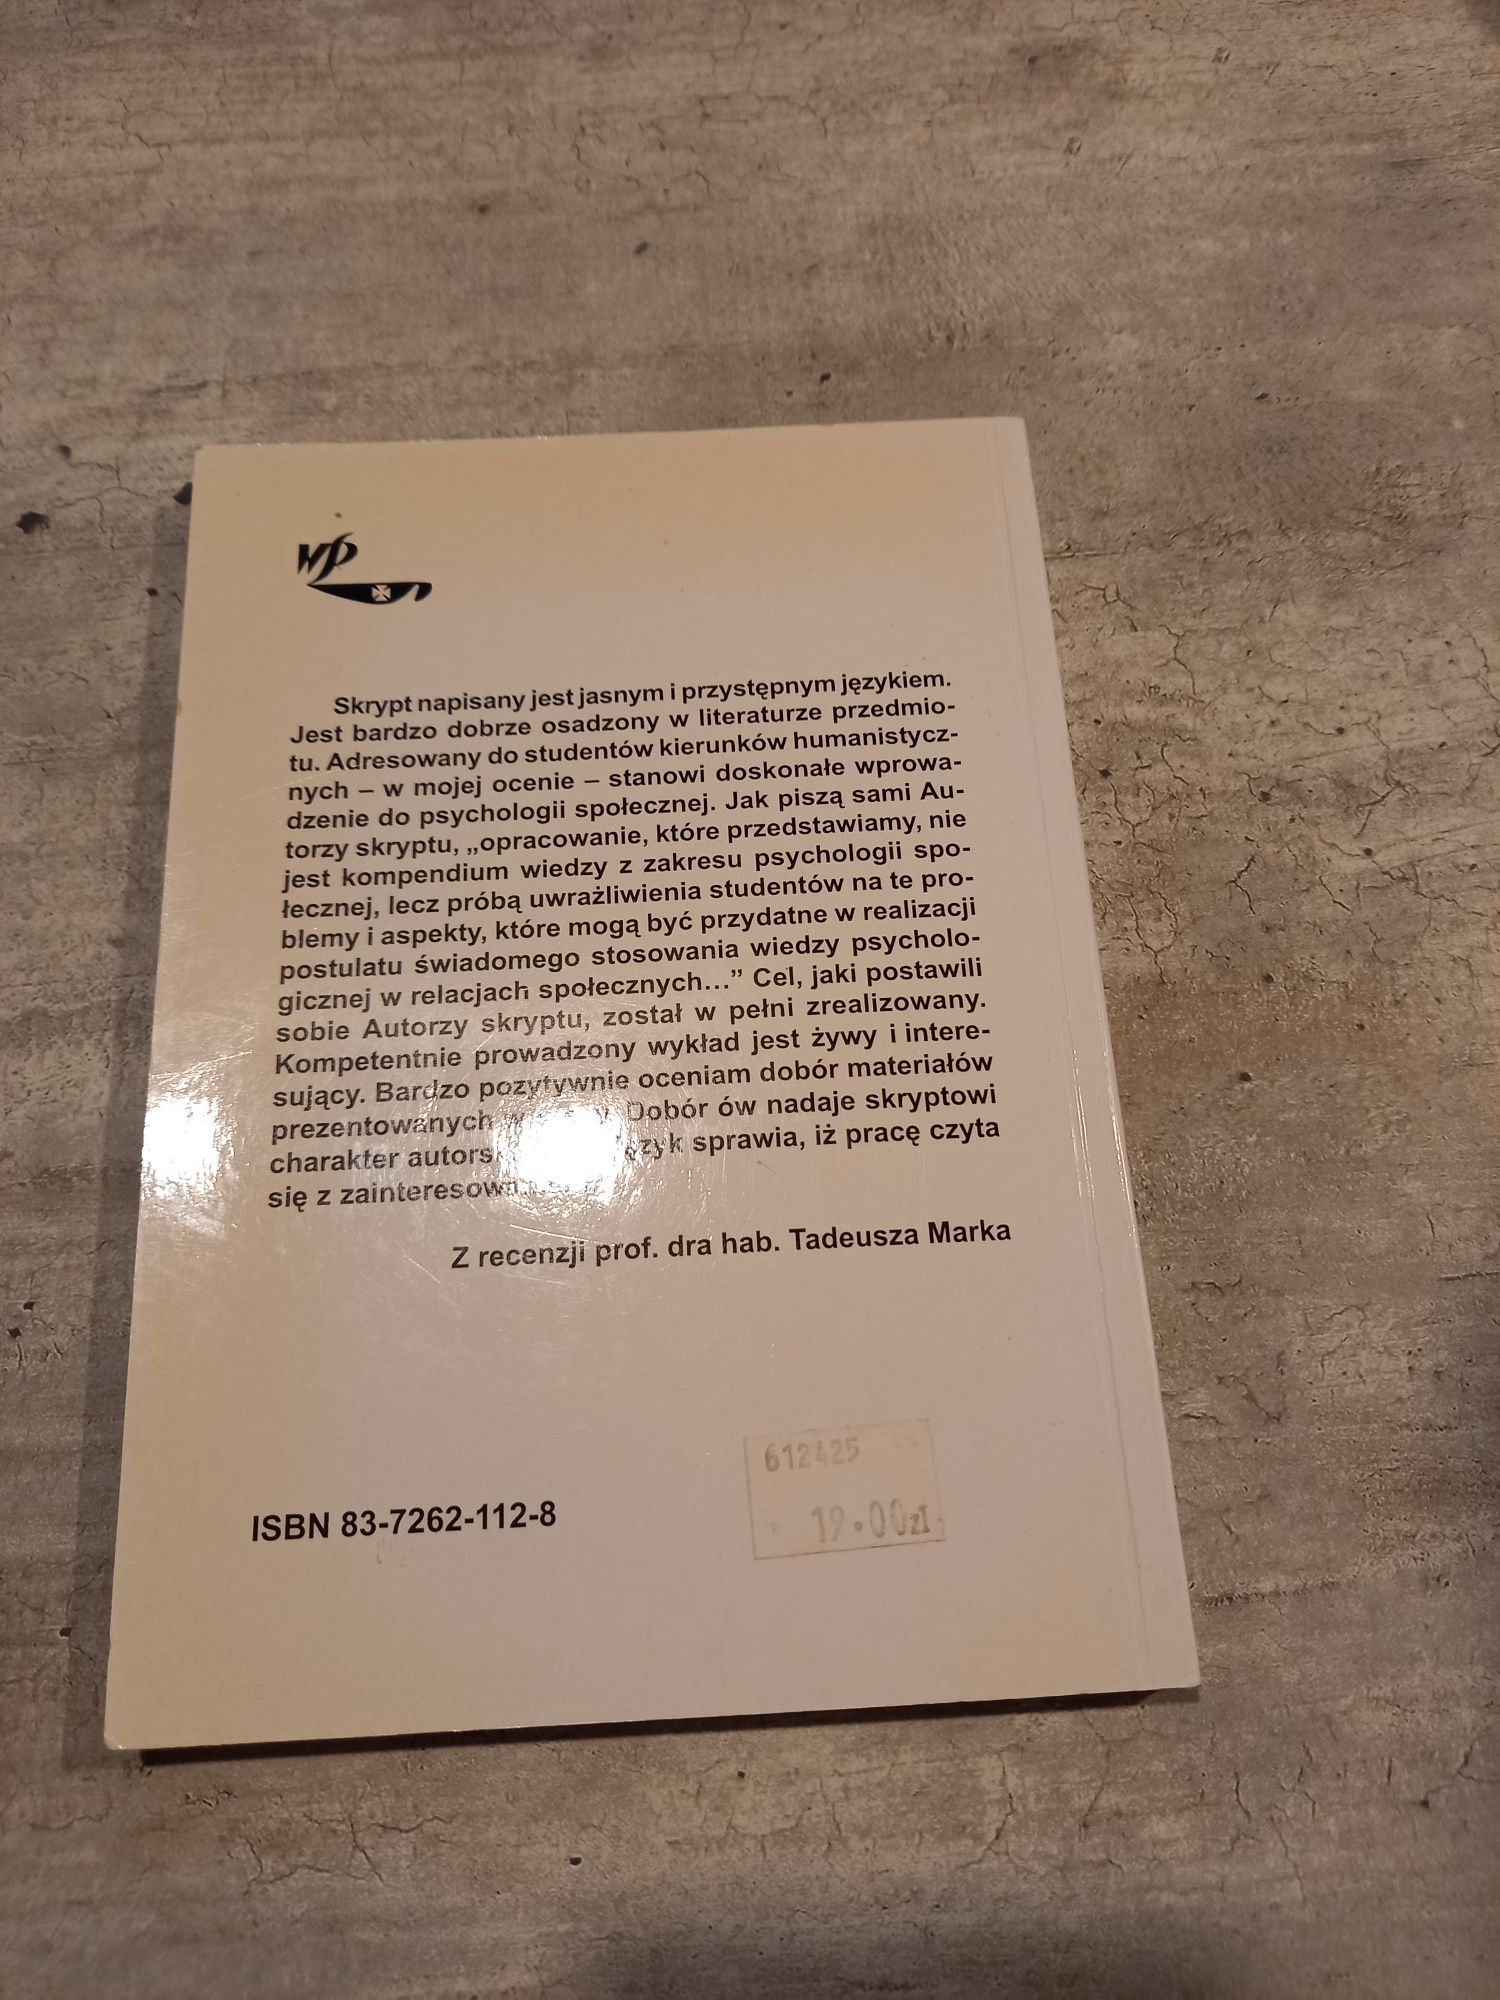 WSP
Skrypt napisany jest jasnym i przystępnym językiem.
Jest bardzo dobrze osadzony w literaturze przedmio-
tu. Adresowany do studentów kierunków humanistycz-
nych – w mojej ocenie – stanowi doskonałe wprowa-
dzenie do psychologii społecznej. Jak piszą sami Au-
torzy skryptu, „opracowanie, które przedstawiamy, nie
jest kompendium wiedzy z zakresu psychologii spo-
łecznej, lecz próbą uwrażliwienia studentów na te pro-
blemy i aspekty, które mogą być przydatne w realizacji
postulatu świadomego stosowania wiedzy psycholo-
gicznej w relacjach społecznych...” Cel, jaki postawili
sobie Autorzy skryptu, został w pełni zrealizowany.
Kompetentnie prowadzony wykład jest żywy i intere-
sujący. Bardzo pozytywnie oceniam dobór materiałów
prezentowanych w Dobór ów nadaje skryptowi
charakter sprawia, iż pracę czyta
się z
Z recenzji prof. dra hab. Tadeusza Marka
612425
19.00zł
ISBN 83-7262-112-8